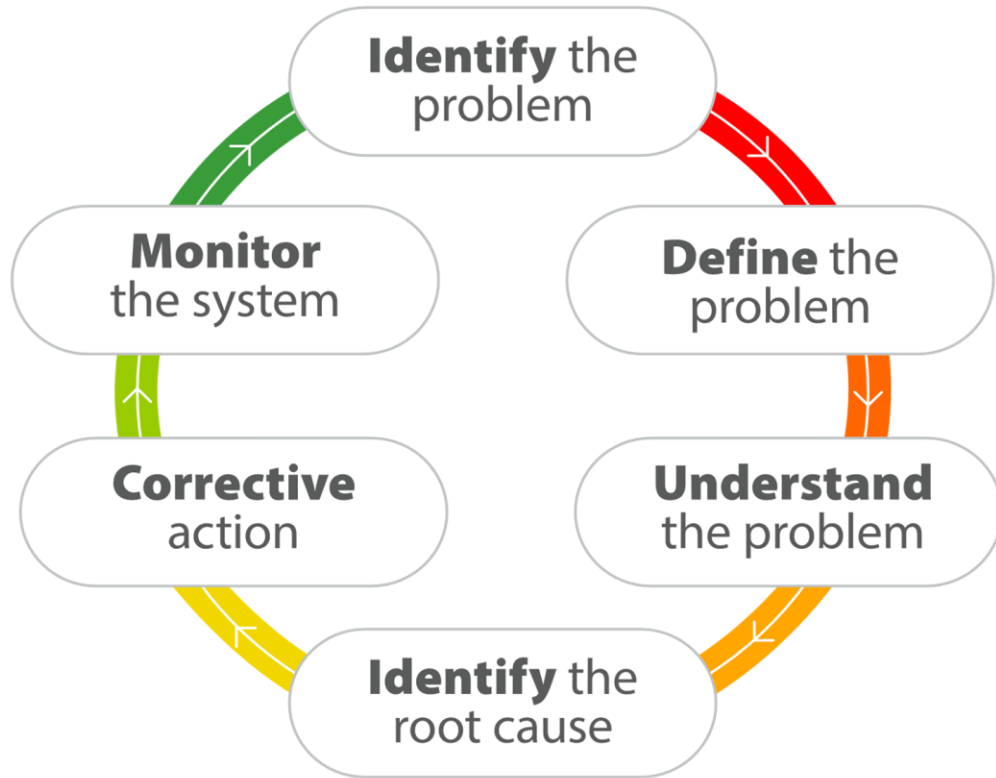 Identify the
problem
Define the
problem
Understand
the problem
Identify the
root cause
Corrective
action
Monitor
the system